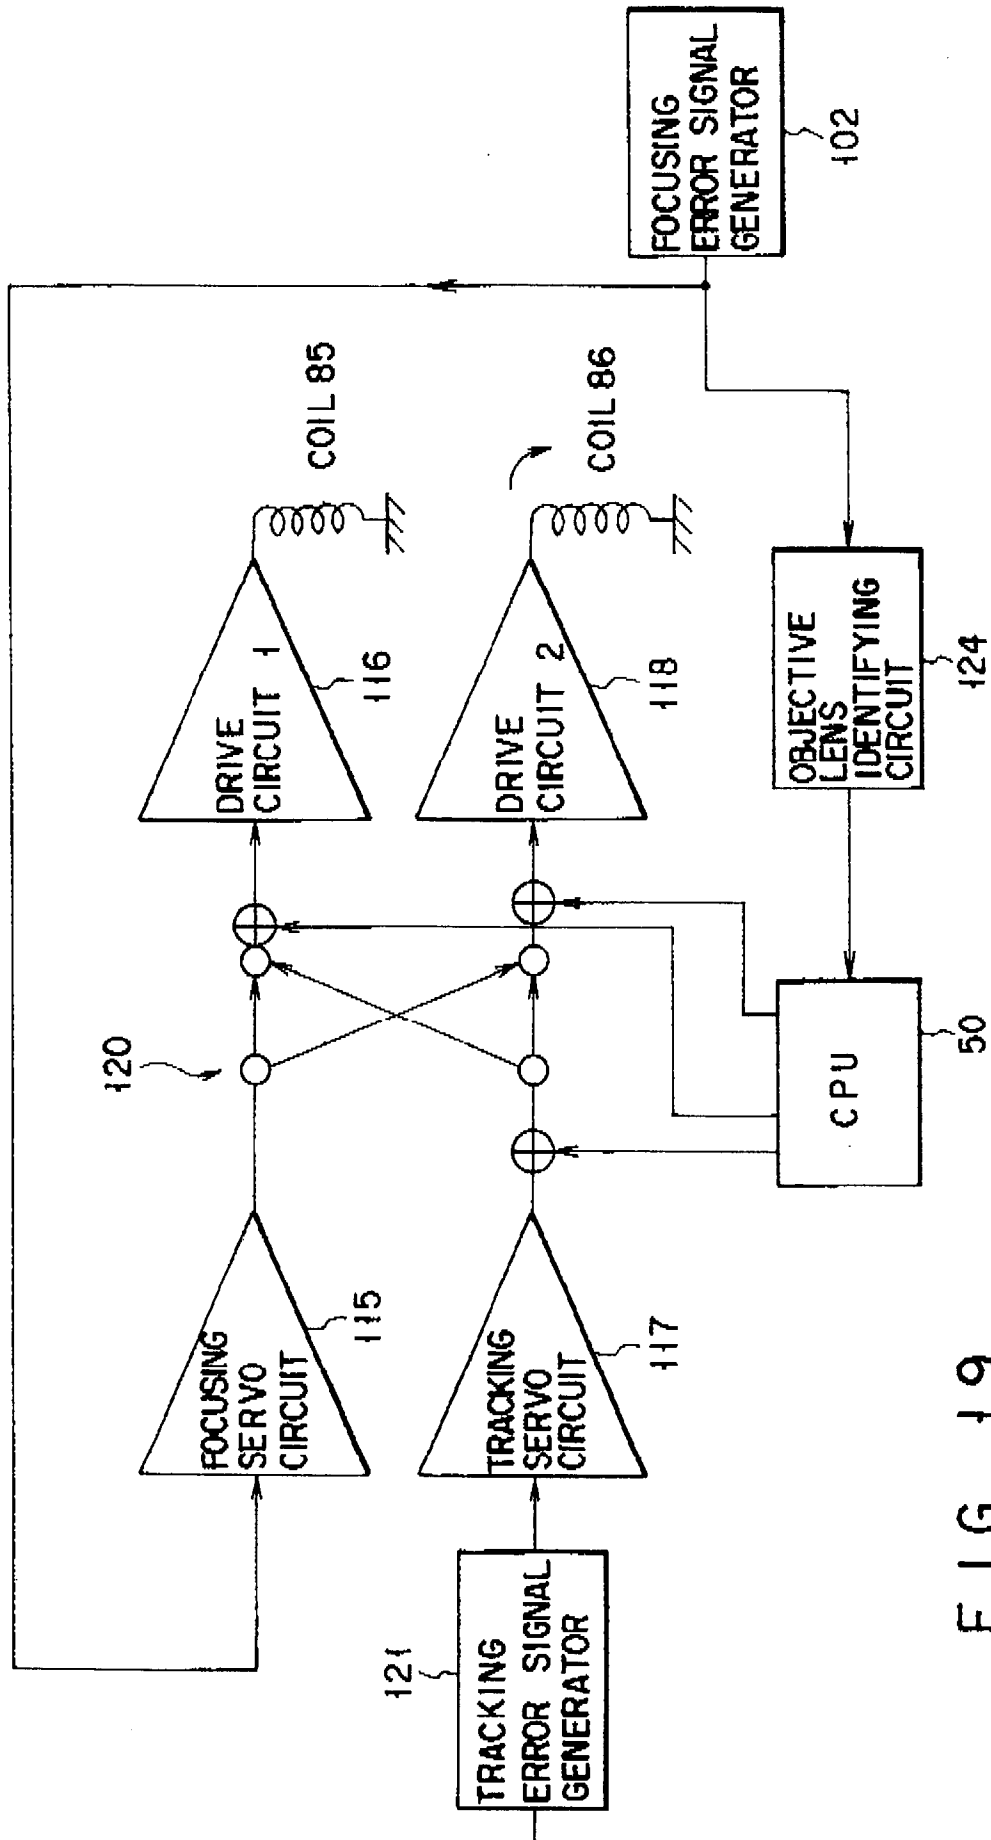 FOCUSING
ERROR SIGNAL
GENERATOR
102
COIL 85
COIL 86
DRIVE
CIRCUIT 1
116
DRIVE
CIRCUIT 2
118
OBJECTIVE
LENS
IDENTIFYING
CIRCUIT
124
120
CPU
50
FOCUSING
SERVO
CIRCUIT
115
TRACKING
SERVO
CIRCUIT
117
121
TRACKING
ERROR SIGNAL
GENERATOR
FIG 19